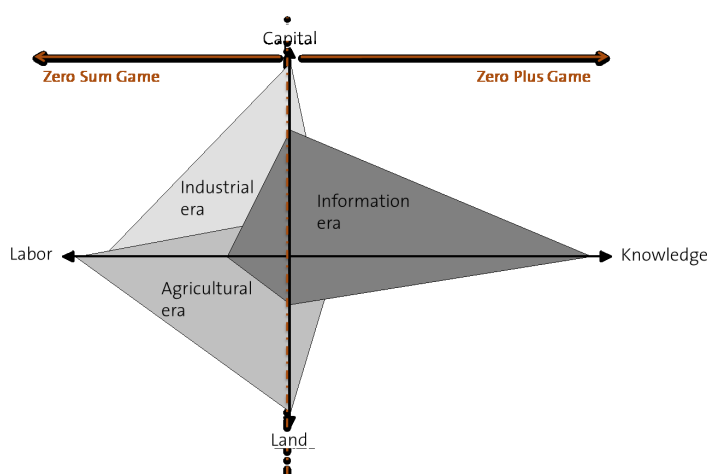 Capital
Zero Sum Game
Zero Plus Game
Industrial
era
Information
era
Labor
Knowledge
Agricultural
era
Land